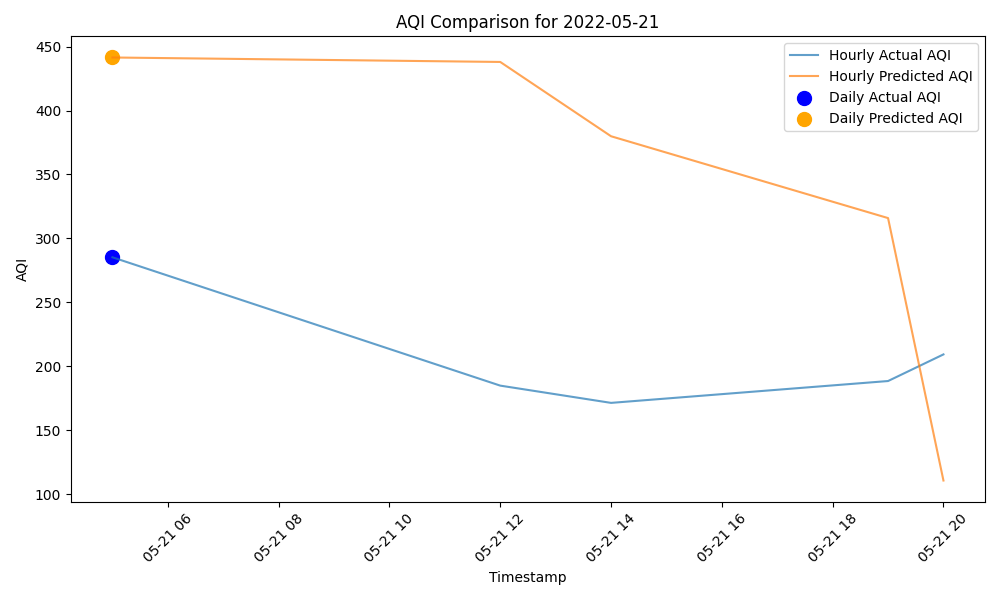 AQI Comparison for 2022-05-21
Hourly Actual AQI
Hourly Predicted AQI
Daily Actual AQI
Daily Predicted AQI
AQI
450
400
350
300
250
200
150
100
05-21 06
05-21 08
05-21 10
05-21 12
05-21 14
05-21 16
05-21 18
05-21 20
Timestamp